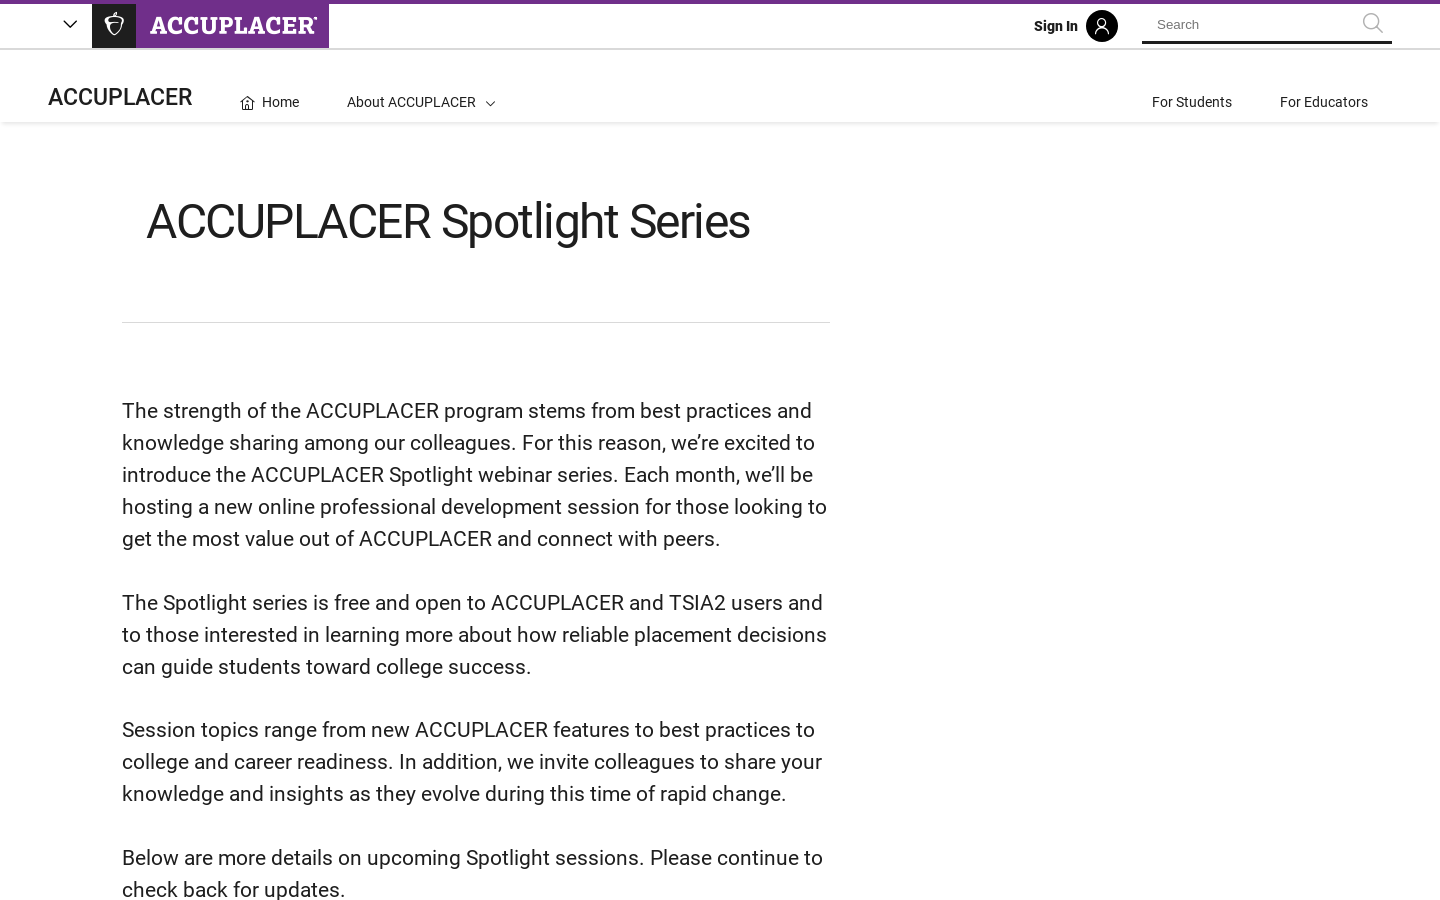 ACCUPLACER
Sign In
Search
ACCUPLACER
Home
About ACCUPLACER
For Students
For Educators
ACCUPLACER Spotlight Series
The strength of the ACCUPLACER program stems from best practices and
knowledge sharing among our colleagues. For this reason, we’re excited to
introduce the ACCUPLACER Spotlight webinar series. Each month, we’ll be
hosting a new online professional development session for those looking to
get the most value out of ACCUPLACER and connect with peers.
The Spotlight series is free and open to ACCUPLACER and TSIA2 users and
to those interested in learning more about how reliable placement decisions
can guide students toward college success.
Session topics range from new ACCUPLACER features to best practices to
college and career readiness. In addition, we invite colleagues to share your
knowledge and insights as they evolve during this time of rapid change.
Below are more details on upcoming Spotlight sessions. Please continue to
check back for updates.